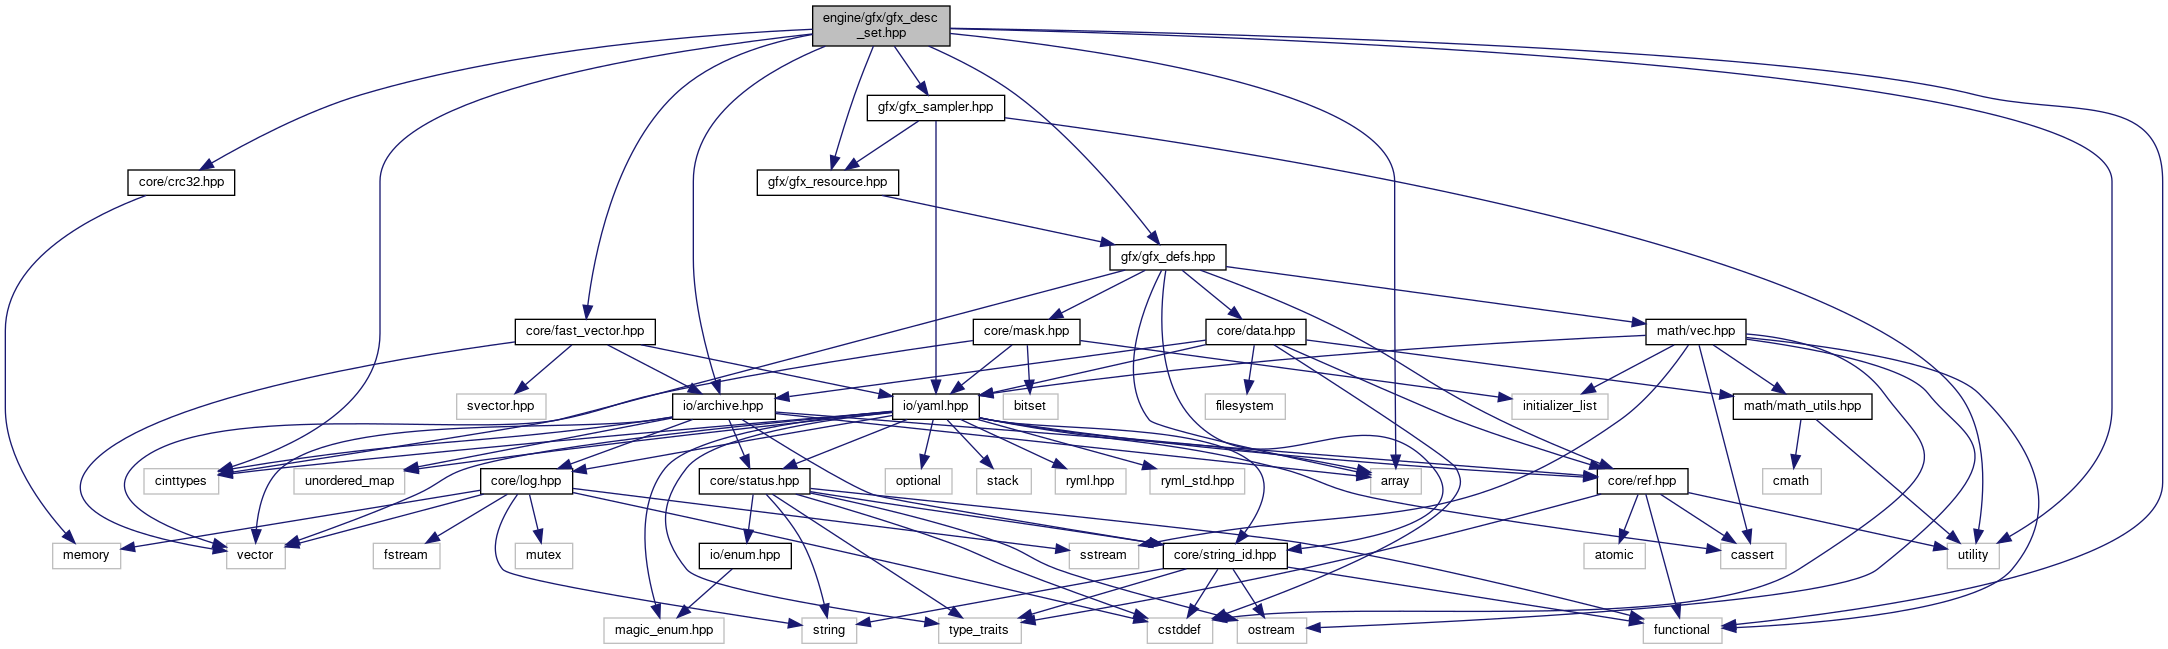 engine/gfx/gfx_desc
_set.hpp
gfx/gfx_sampler.hpp
core/crc32.hpp
gfx/gfx_resource.hpp
gfx/gfx_defs.hpp
core/fast_vector.hpp
core/mask.hpp
core/data.hpp
math/vec.hpp
svector.hpp
io/archive.hpp
io/yaml.hpp
bitset
filesystem
initializer_list
math/math_utils.hpp
cinttypes
unordered_map
core/log.hpp
core/status.hpp
optional
stack
ryml.hpp
ryml_std.hpp
array
core/ref.hpp
cmath
memory
vector
fstream
mutex
io/enum.hpp
sstream
core/string_id.hpp
atomic
cassert
utility
magic_enum.hpp
string
type_traits
cstddef
ostream
functional